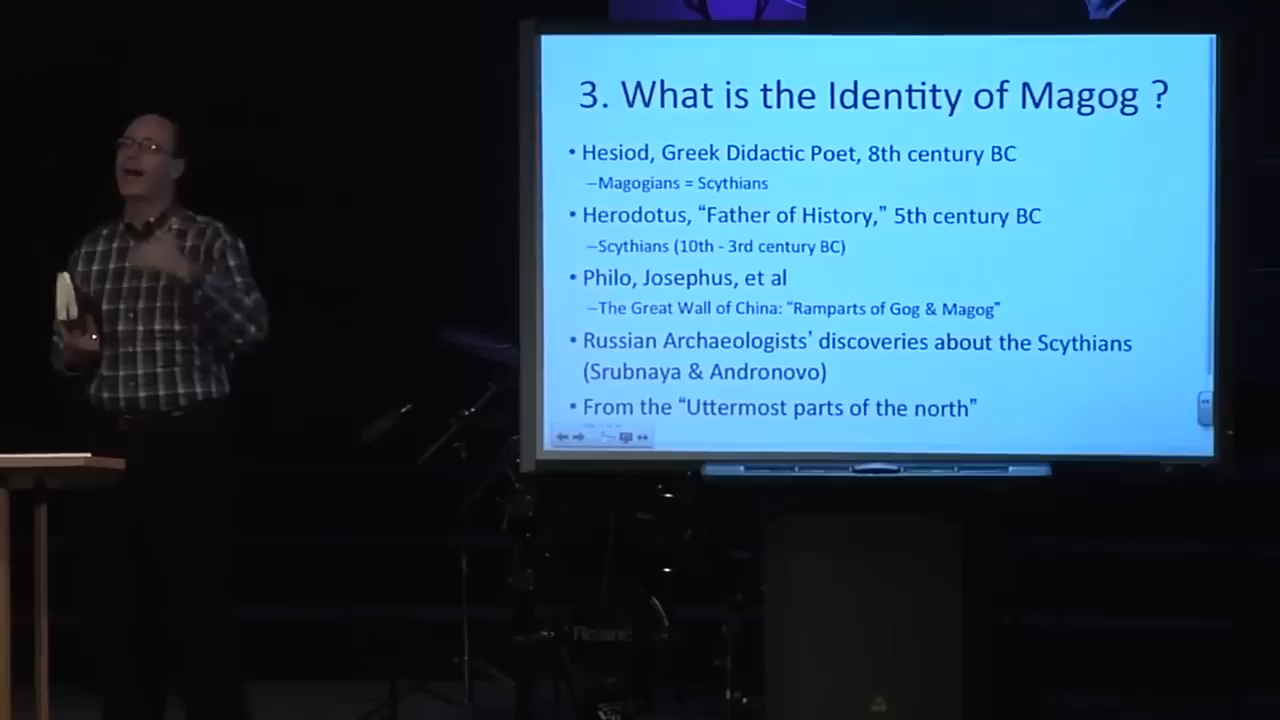 3. What is the Identity of Magog ?
• Hesiod, Greek Didactic Poet, 8th century BC
–Magogians = Scythians
• Herodotus, “Father of History,” 5th century BC
–Scythians (10th - 3rd century BC)
• Philo, Josephus, et al
–The Great Wall of China: “Ramparts of Gog & Magog”
• Russian Archaeologists’ discoveries about the Scythians
(Srubnaya & Andronovo)
• From the “Uttermost parts of the north”
Roland